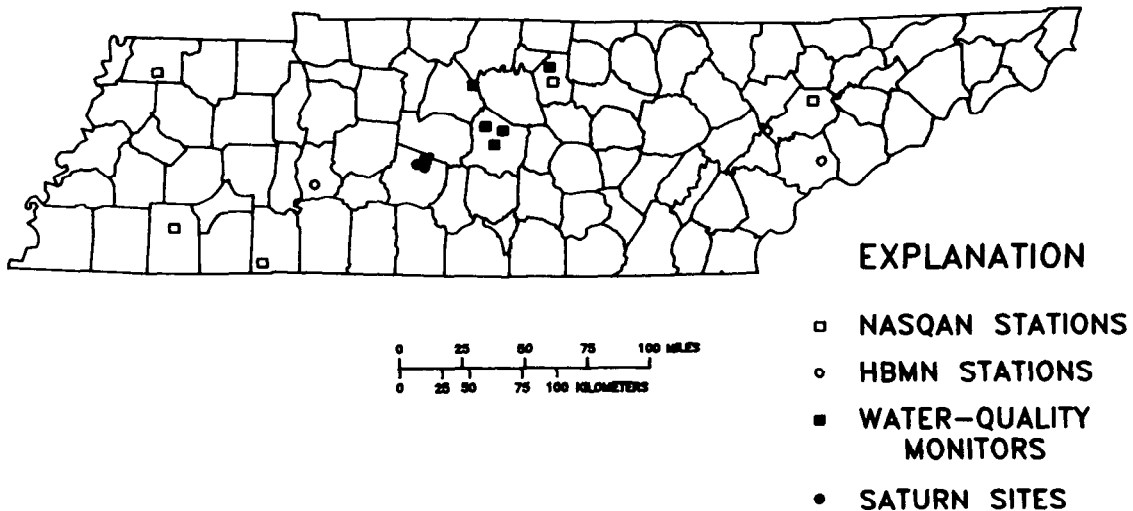 EXPLANATION
NASQAN STATIONS
HBMN STATIONS
WATER-QUALITY
MONITORS
SATURN SITES
0 25 50 75 100 MILES
0 25 50 75 100 KILOMETERS